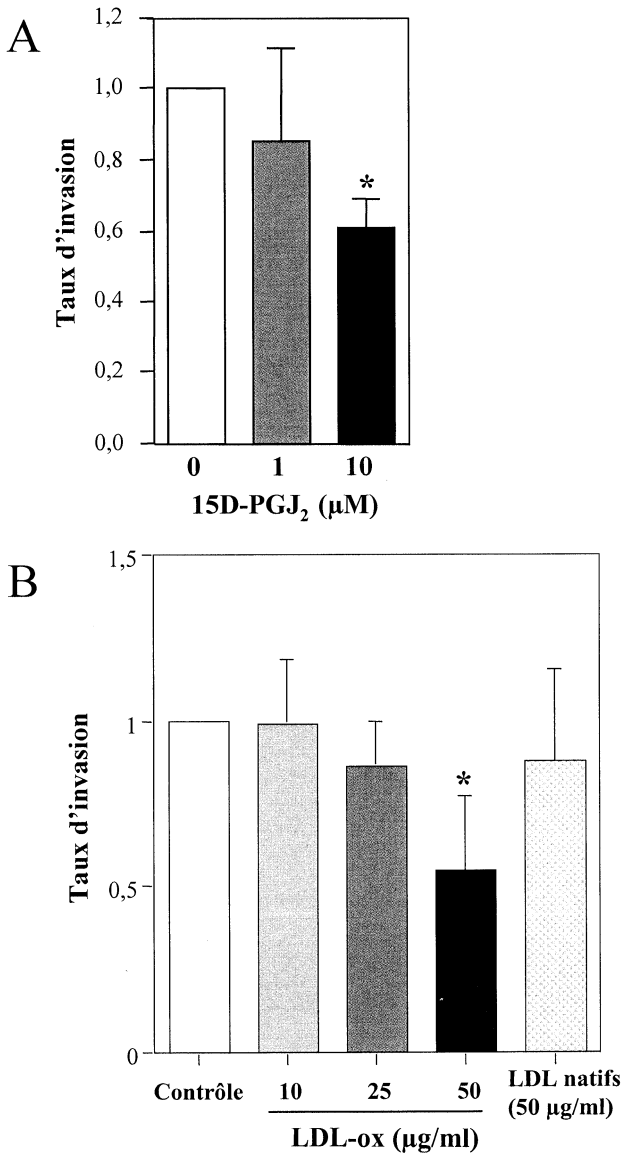 A
Taux d'invasion
1,2
1,0
0,8
0,6
0,4
0,2
0,0
*
0 1 10
15D-PGJ2 (µM)
B
Taux d'invasion
1,5
1
0,5
0
*
Contrôle 10 25 50 LDL natifs
(50 µg/ml)
LDL-ox (µg/ml)